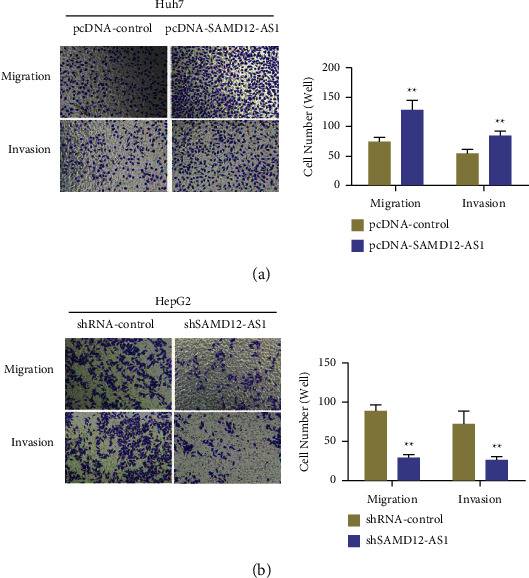 Huh7
pcDNA-control pcDNA-SAMD12-AS1
Migration
Invasion
Cell Number (Well)
200
150
100
50
0
**
**
Migration Invasion
pcDNA-control
pcDNA-SAMD12-AS1
(a)
HepG2
shRNA-control shSAMD12-AS1
Migration
Invasion
Cell Number (Well)
150
100
50
0
**
**
Migration Invasion
shRNA-control
shSAMD12-AS1
(b)